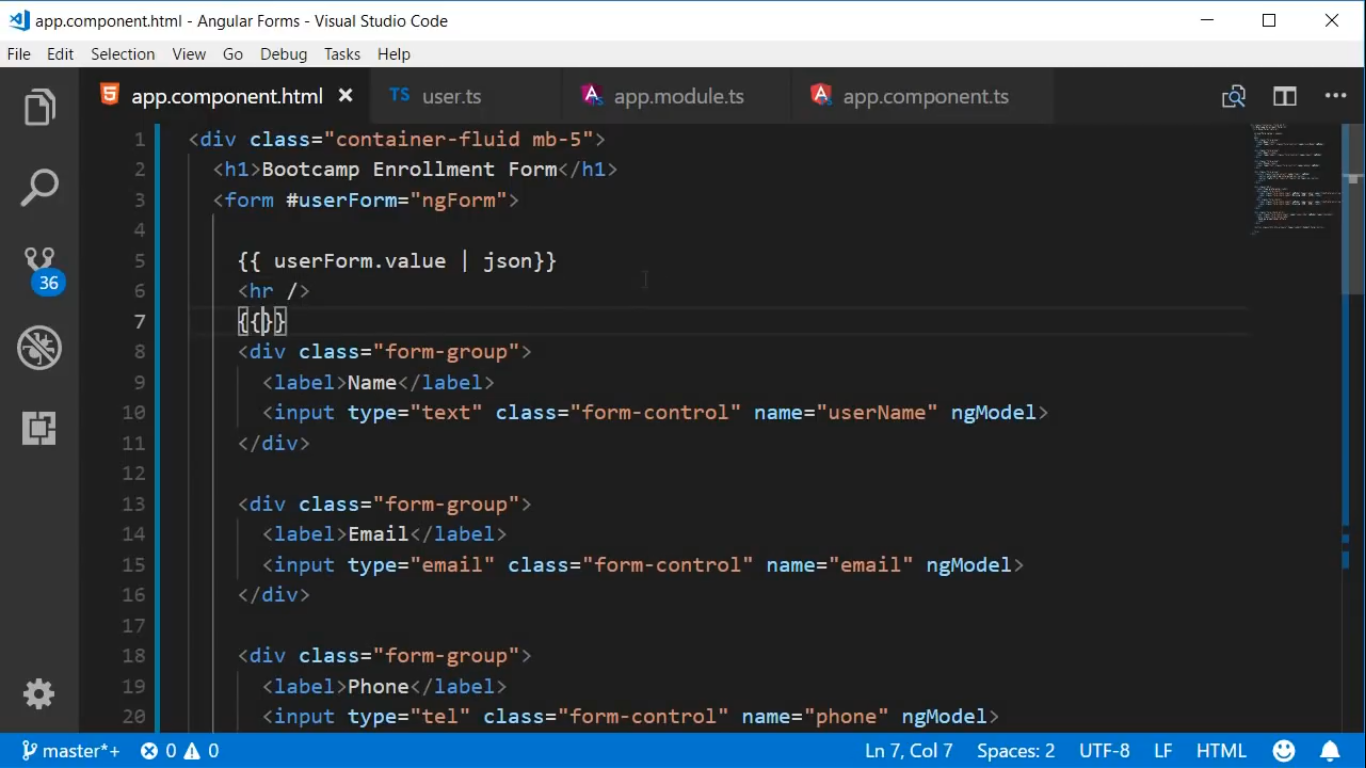 app.component.html - Angular Forms - Visual Studio Code
File Edit Selection View Go Debug Tasks Help
app.component.html TS user.ts app.module.ts app.component.ts
1 <div class="container-fluid mb-5">
2 <h1>Bootcamp Enrollment Form</h1>
3 <form #userForm="ngForm">
4
5 {{ userForm.value | json}}
6 <hr />
7 {{}}
8 <div class="form-group">
9 <label>Name</label>
10 <input type="text" class="form-control" name="userName" ngModel>
11 </div>
12
13 <div class="form-group">
14 <label>Email</label>
15 <input type="email" class="form-control" name="email" ngModel>
16 </div>
17
18 <div class="form-group">
19 <label>Phone</label>
20 <input type="tel" class="form-control" name="phone" ngModel>
36
master*+ 0 0 Ln 7, Col 7 Spaces: 2 UTF-8 LF HTML